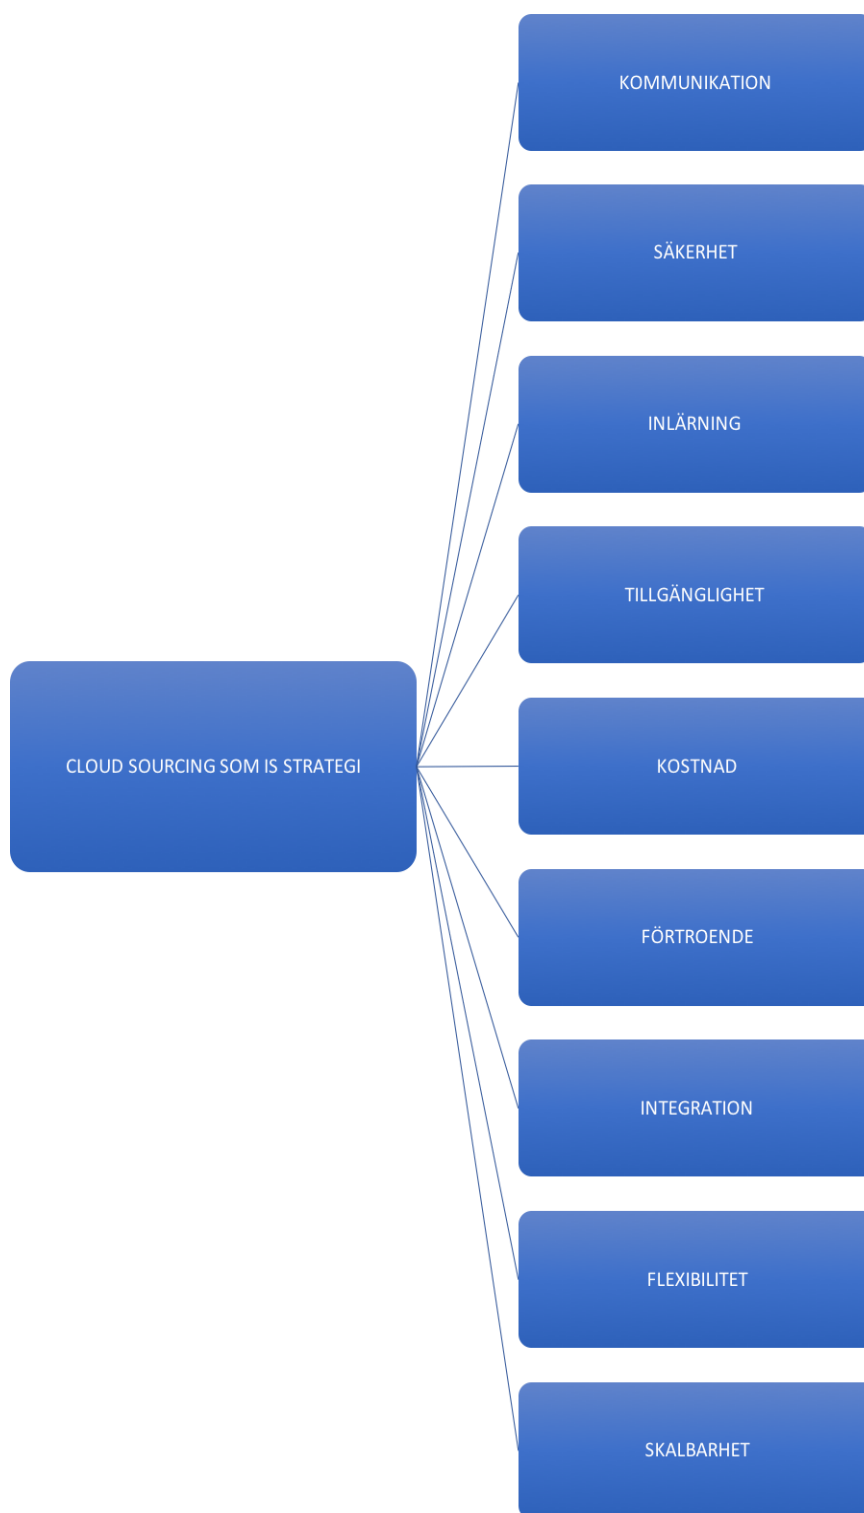 KOMMUNIKATION
SÄKERHET
INLÄRNING
TILLGÄNGLIGHET
CLOUD SOURCING SOM IS STRATEGI
KOSTNAD
FÖRTROENDE
INTEGRATION
FLEXIBILITET
SKALBARHET